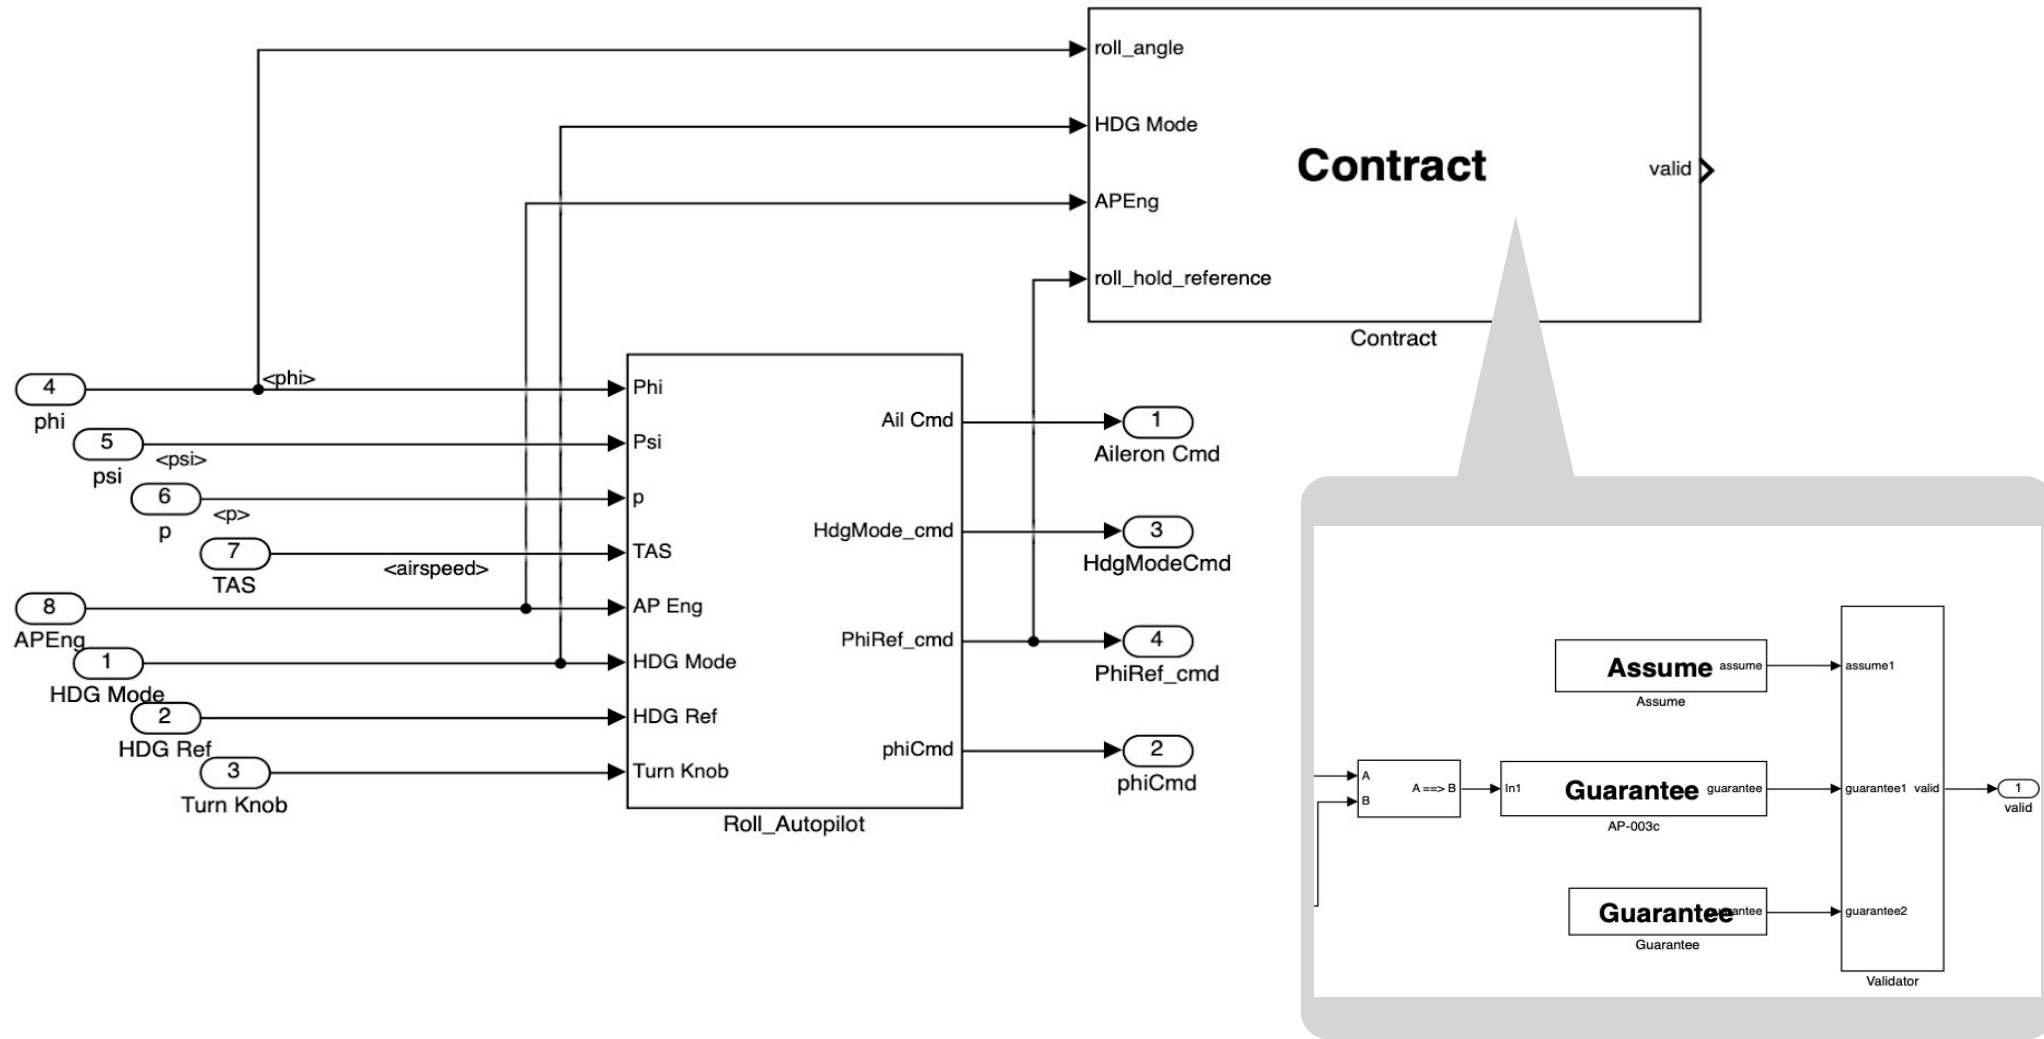 roll_angle
HDG Mode
APEng
roll_hold_reference
Contract
valid
Contract
4
phi
<phi>
5
psi
<psi>
6
p
<p>
7
TAS
<airspeed>
8
APEng
1
HDG Mode
2
HDG Ref
3
Turn Knob
Phi
Psi
p
TAS
AP Eng
HDG Mode
HDG Ref
Turn Knob
Ail Cmd
HdgMode_cmd
PhiRef_cmd
phiCmd
Roll_Autopilot
1
Aileron Cmd
3
HdgModeCmd
4
PhiRef_cmd
2
phiCmd
Assume assume
Assume
A
B
A ==> B
In1 Guarantee guarantee
AP-003c
Guarantee guarantee
Guarantee
assume1
guarantee1 valid
guarantee2
Validator
1
valid